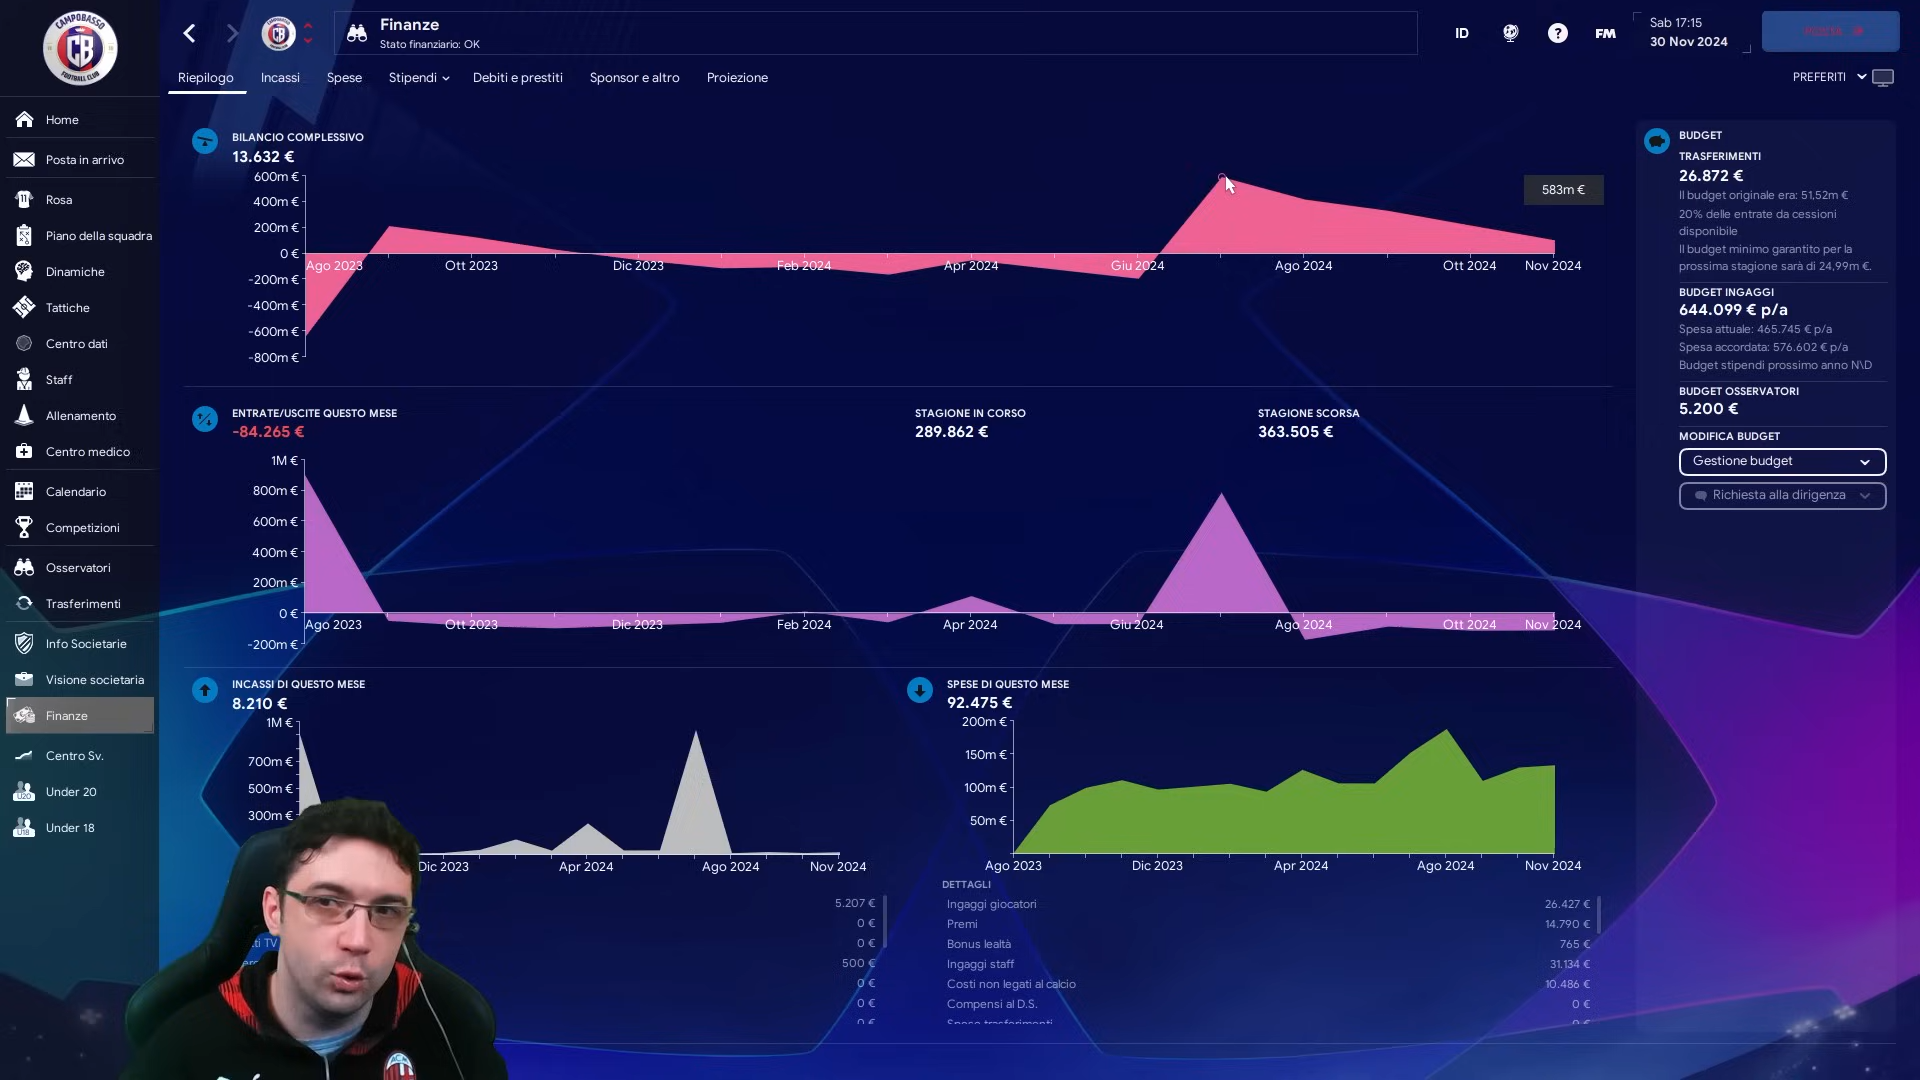 CAMPOBASSO
CB
FOOTBALL CLUB
Finanze
Stato finanziario: OK
ID
FM
Sab 17:15
30 Nov 2024
Riepilogo
Incassi
Spese
Stipendi
Debiti e prestiti
Sponsor e altro
Proiezione
PREFERITI
Home
Posta in arrivo
Rosa
Piano della squadra
Dinamiche
Tattiche
Centro dati
Staff
Allenamento
Centro medico
Calendario
Competizioni
Osservatori
Trasferimenti
Info Societarie
Visione societaria
Finanze
Centro Sv.
Under 20
Under 18
BILANCIO COMPLESSIVO
13.632 €
600m €
400m €
200m €
0 €
-200m €
-400m €
-600m €
-800m €
Ago 2023
Ott 2023
Dic 2023
Feb 2024
Apr 2024
Giu 2024
Ago 2024
Ott 2024
Nov 2024
583m €
ENTRATE/USCITE QUESTO MESE
-84.265 €
STAGIONE IN CORSO
289.862 €
STAGIONE SCORSA
363.505 €
1M €
800m €
600m €
400m €
200m €
0 €
-200m €
Ago 2023
Ott 2023
Dic 2023
Feb 2024
Apr 2024
Giu 2024
Ago 2024
Ott 2024
Nov 2024
INCASSI DI QUESTO MESE
8.210 €
1M €
700m €
500m €
300m €
Dic 2023
Apr 2024
Ago 2024
Nov 2024
5.207 €
0 €
0 €
500 €
0 €
0 €
0 €
TV
SPESE DI QUESTO MESE
92.475 €
200m €
150m €
100m €
50m €
Ago 2023
Dic 2023
Apr 2024
Ago 2024
Nov 2024
DETTAGLI
Ingaggi giocatori 26.427 €
Premi 14.790 €
Bonus lealtà 765 €
Ingaggi staff 31.134 €
Costi non legati al calcio 10.486 €
Compensi al D.S. 0 €
Spese trasferimenti 0 €
BUDGET
TRASFERIMENTI
26.872 €
Il budget originale era: 51,52m €
20% delle entrate da cessioni
disponibile
Il budget minimo garantito per la
prossima stagione sarà di 24,99m €.
BUDGET INGAGGI
644.099 € p/a
Spesa attuale: 465.745 € p/a
Spesa accordata: 576.602 € p/a
Budget stipendi prossimo anno N\D
BUDGET OSSERVATORI
5.200 €
MODIFICA BUDGET
Gestione budget
Richiesta alla dirigenza
ACM